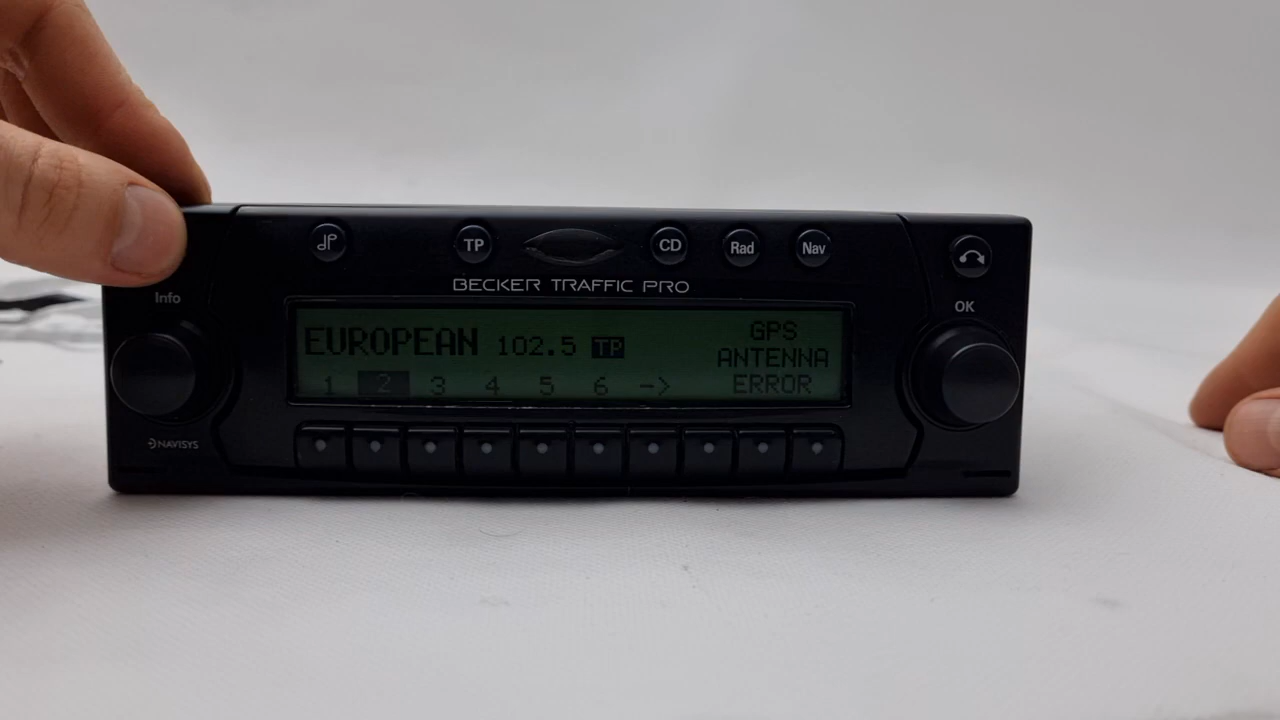 TP
CD
Rad
Nav
BECKER TRAFFIC PRO
Info
OK
EUROPEAN 102.5 TP
1 2 3 4 5 6 ->
GPS
ANTENNA
ERROR
NAVISYS